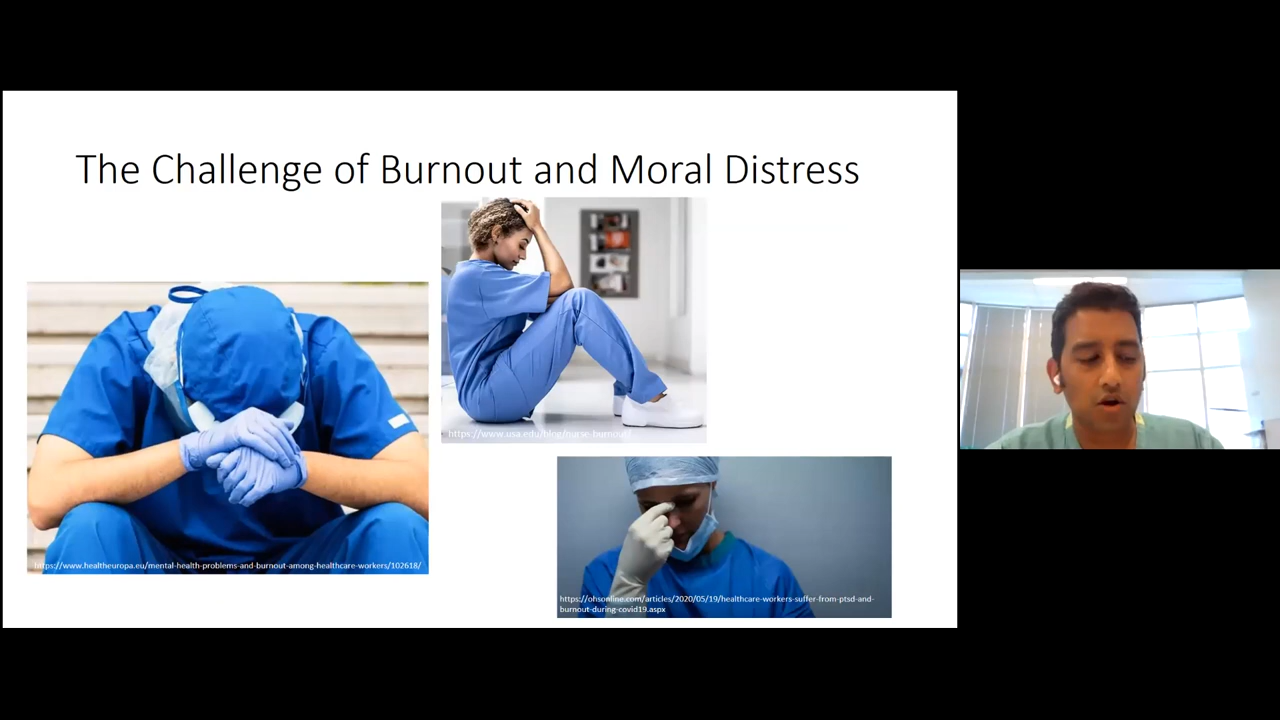 The Challenge of Burnout and Moral Distress
https://www.usa.edu/blog/nurse-burnout/
https://www.healtheuropa.eu/mental-health-problems-and-burnout-among-healthcare-workers/102618/
https://ohsonline.com/articles/2020/05/19/healthcare-workers-suffer-from-ptsd-and-
burnout-during-covid19.aspx